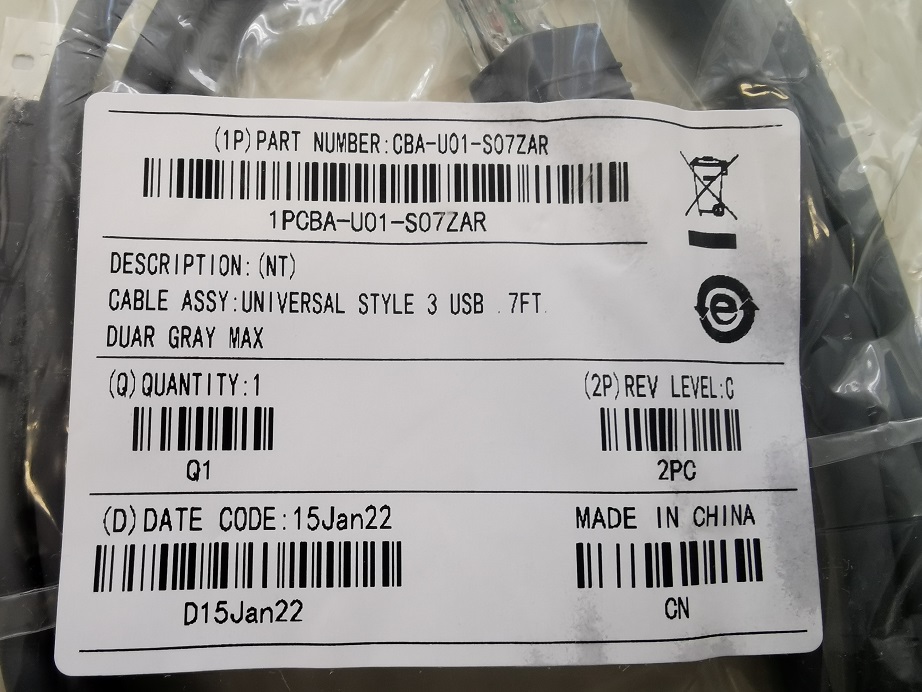 (1P)PART NUMBER:CBA-U01-S07ZAR
1PCBA-U01-S07ZAR
DESCRIPTION:(NT)
CABLE ASSY:UNIVERSAL STYLE 3 USB .7FT.
DUAR GRAY MAX
(Q)QUANTITY:1
Q1
(2P)REV LEVEL:C
2PC
(D)DATE CODE:15Jan22
D15Jan22
MADE IN CHINA
CN
e